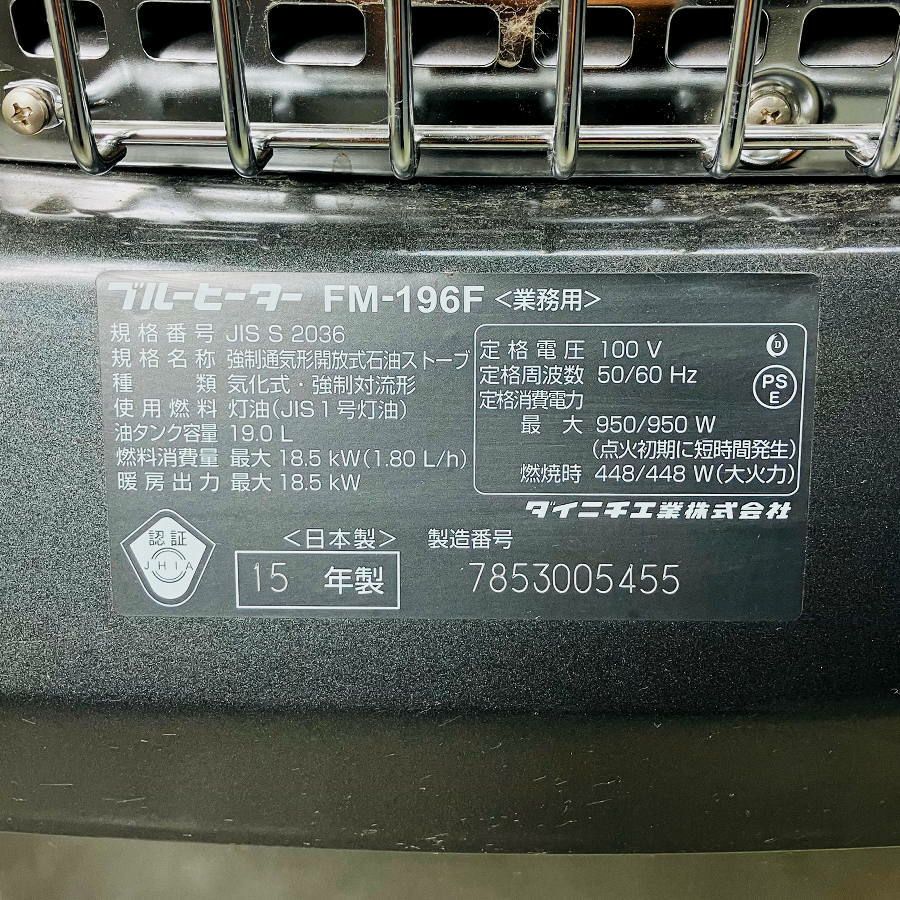 ブルーヒーター FM-196F <業務用>
規格番号 JIS S 2036
規格名称 強制通気形開放式石油ストーブ
種類 気化式・強制対流形
使用燃料 灯油(JIS1号灯油)
油タンク容量 19.0 L
燃料消費量 最大 18.5 kW(1.80 L/h)
暖房出力 最大 18.5 kW
定格電圧 100 V
定格周波数 50/60 Hz
定格消費電力
最大 950/950 W
(点火初期に短時間発生)
燃焼時 448/448 W(大火力)
D
PS
E
ダイニチ工業株式会社
認証
JHIA
<日本製> 製造番号
15 年製 7853005455